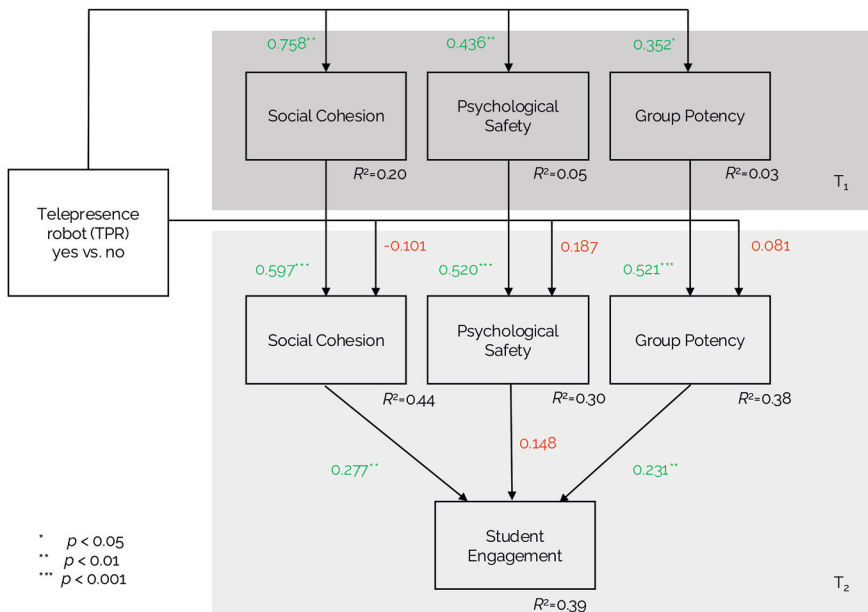 0.758**
0.436**
0.352*
Social Cohesion
Psychological
Safety
Group Potency
R²=0.20
R²=0.05
R²=0.03
T₁
Telepresence
robot (TPR)
yes vs. no
-0.101
0.187
0.081
0.597***
0.520***
0.521***
Social Cohesion
Psychological
Safety
Group Potency
R²=0.44
R²=0.30
R²=0.38
0.277**
0.148
0.231**
Student
Engagement
R²=0.39
T₂
* p < 0.05
** p < 0.01
*** p < 0.001